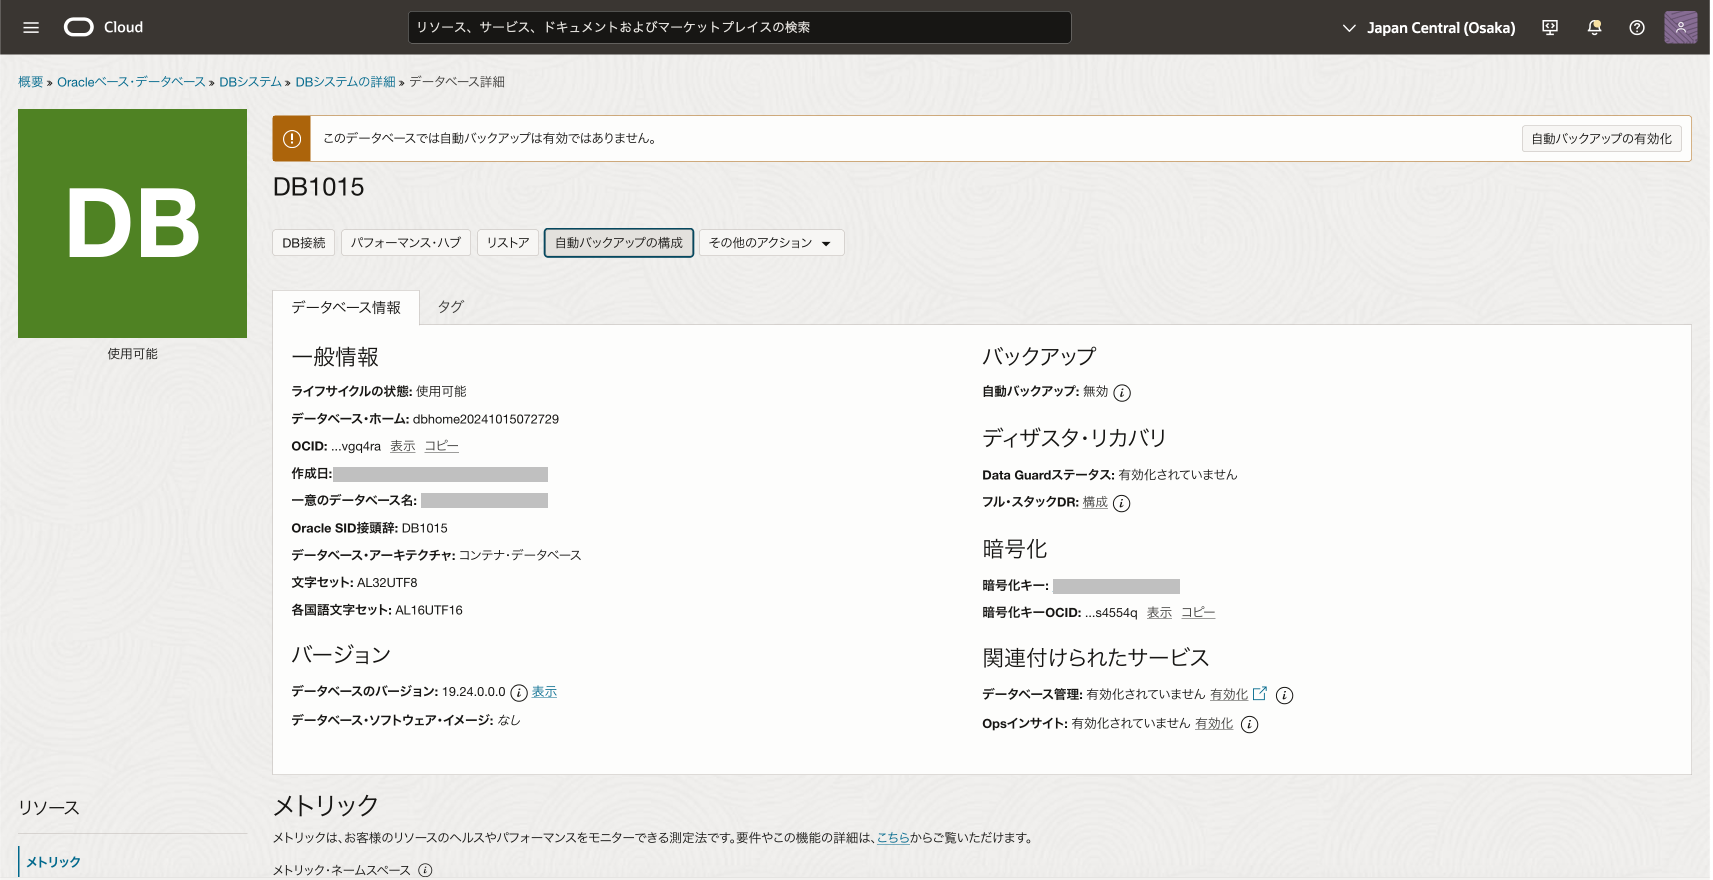 Cloud
リソース、サービス、ドキュメントおよびマーケットプレイスの検索
Japan Central (Osaka)
概要 » Oracleベース・データベース » DBシステム » DBシステムの詳細 » データベース詳細
DB
使用可能
このデータベースでは自動バックアップは有効ではありません。
自動バックアップの有効化
DB1015
DB接続
パフォーマンス・ハブ
リストア
自動バックアップの構成
その他のアクション
データベース情報
タグ
一般情報
ライフサイクルの状態: 使用可能
データベース・ホーム: dbhome20241015072729
OCID: ...vgq4ra 表示 コピー
作成日:
一意のデータベース名:
Oracle SID接頭辞: DB1015
データベース・アーキテクチャ: コンテナ・データベース
文字セット: AL32UTF8
各国語文字セット: AL16UTF16
バージョン
データベースのバージョン: 19.24.0.0.0 表示
データベース・ソフトウェア・イメージ: なし
バックアップ
自動バックアップ: 無効
ディザスタ・リカバリ
Data Guardステータス: 有効化されていません
フル・スタックDR: 構成
暗号化
暗号化キー:
暗号化キーOCID: ...s4554q 表示 コピー
関連付けられたサービス
データベース管理: 有効化されていません 有効化
Opsインサイト: 有効化されていません 有効化
リソース
メトリック
メトリック
メトリックは、お客様のリソースのヘルスやパフォーマンスをモニターできる測定法です。要件やこの機能の詳細は、こちらからご覧いただけます。
メトリック・ネームスペース